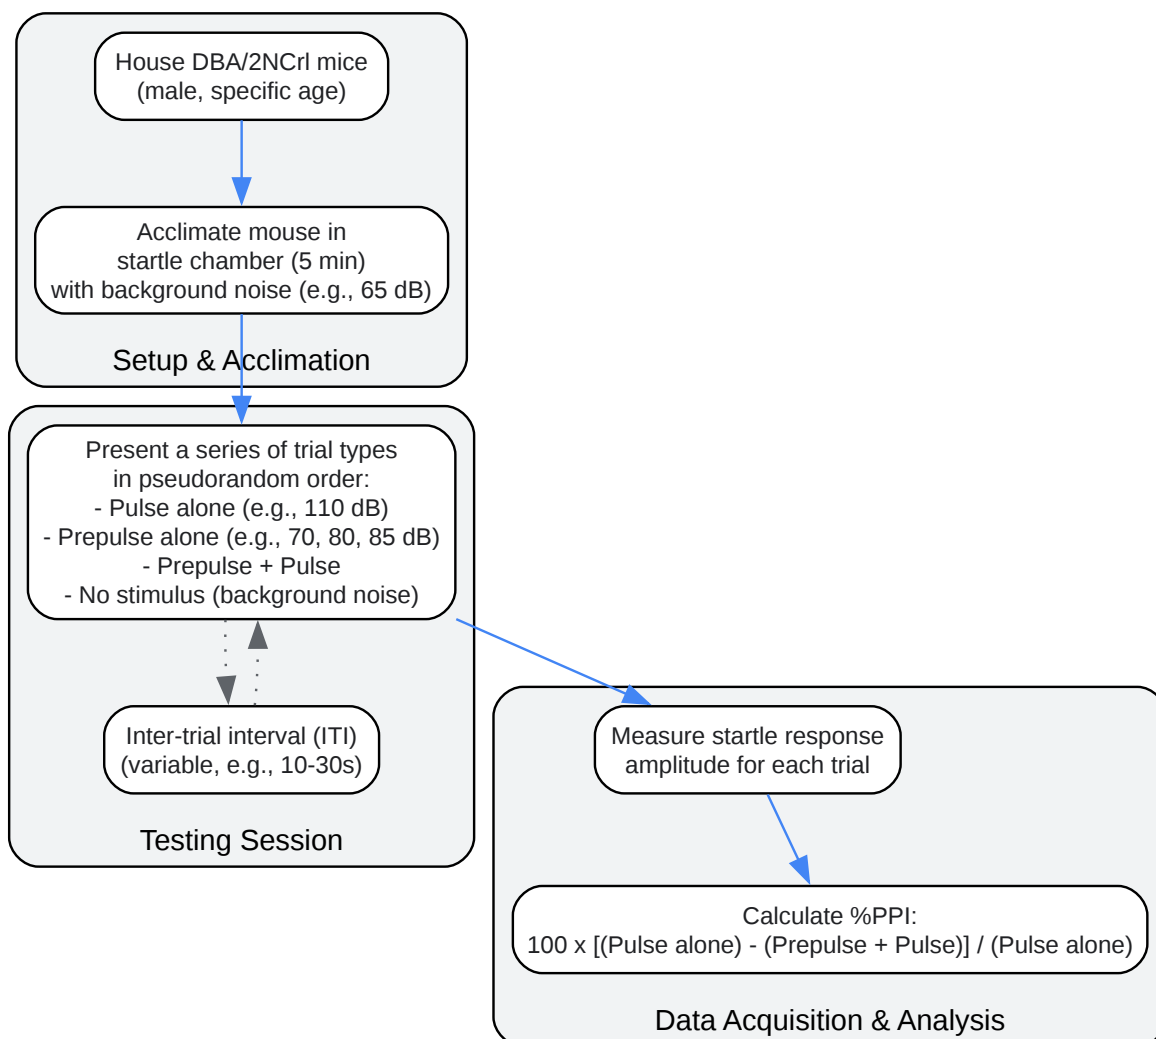 House DBA/2NCrl mice
(male, specific age)
Acclimate mouse in
startle chamber (5 min)
with background noise (e.g., 65 dB)
Setup & Acclimation
Present a series of trial types
in pseudorandom order:
- Pulse alone (e.g., 110 dB)
- Prepulse alone (e.g., 70, 80, 85 dB)
- Prepulse + Pulse
- No stimulus (background noise)
Inter-trial interval (ITI)
(variable, e.g., 10-30s)
Testing Session
Measure startle response
amplitude for each trial
Calculate %PPI:
100 x [(Pulse alone) - (Prepulse + Pulse)] / (Pulse alone)
Data Acquisition & Analysis